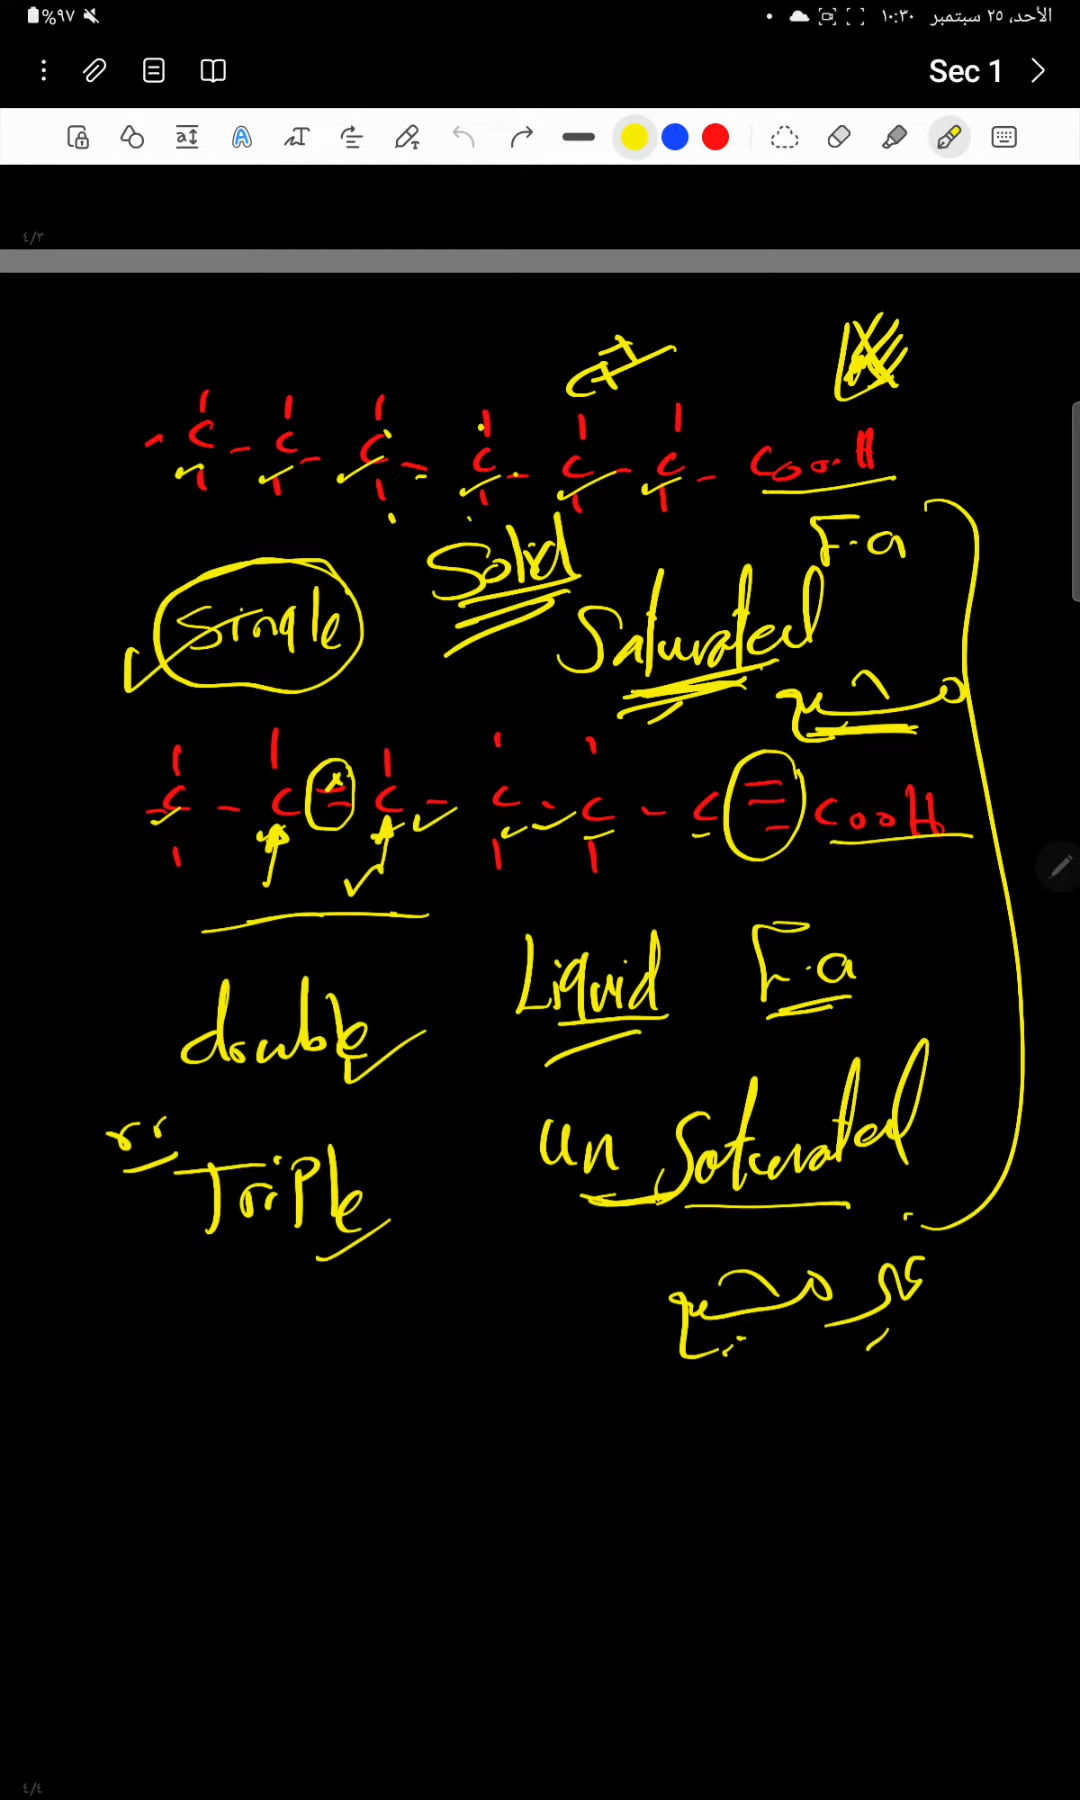 %٩٧ ١٠:٣٠ الأحد، ٢٥ سبتمبر
Sec 1
٤/٣
- C - C - C - C - C - C - COOH
F.a
Solid
Single
Saturated
مشبع
- C - C = C - C - C - C ≡ COOH
Liquid F.a
double
un Saturated
Triple
غير مشبع
٤/٤